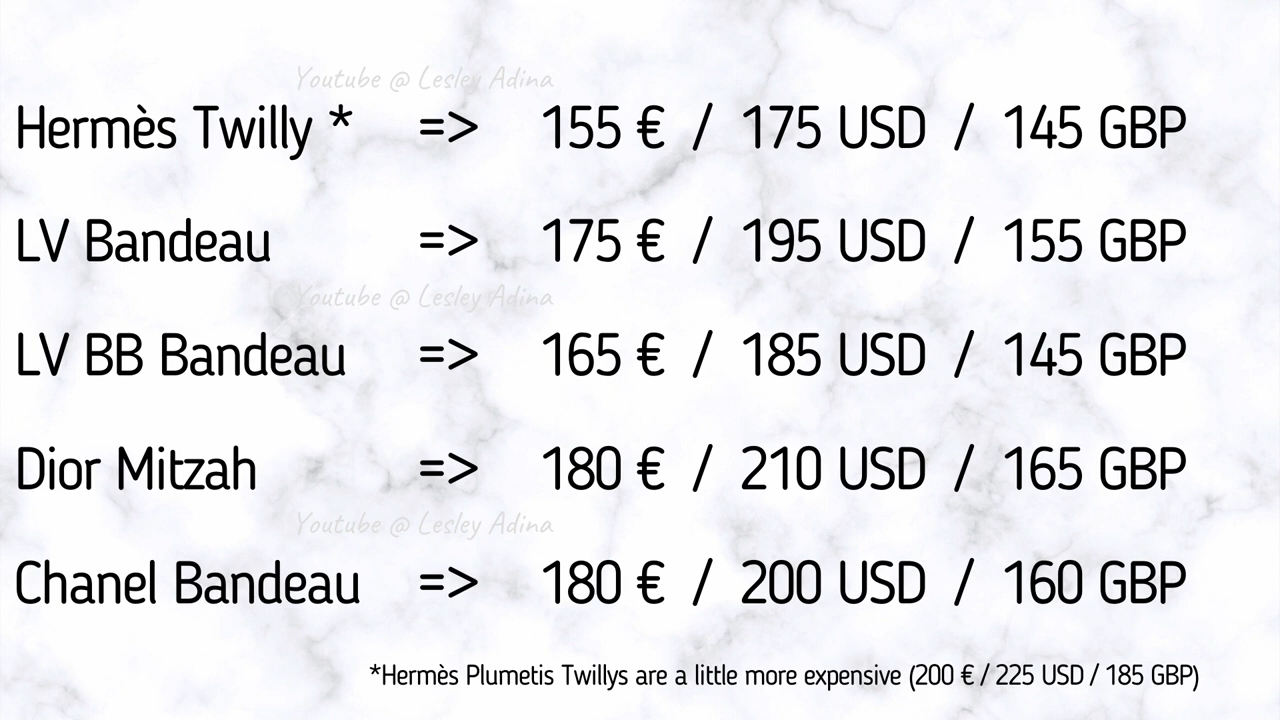 Youtube @ Lesley Adina
Hermès Twilly * => 155 € / 175 USD / 145 GBP
LV Bandeau => 175 € / 195 USD / 155 GBP
Youtube @ Lesley Adina
LV BB Bandeau => 165 € / 185 USD / 145 GBP
Dior Mitzah => 180 € / 210 USD / 165 GBP
Youtube @ Lesley Adina
Chanel Bandeau => 180 € / 200 USD / 160 GBP
*Hermès Plumetis Twillys are a little more expensive (200 € / 225 USD / 185 GBP)